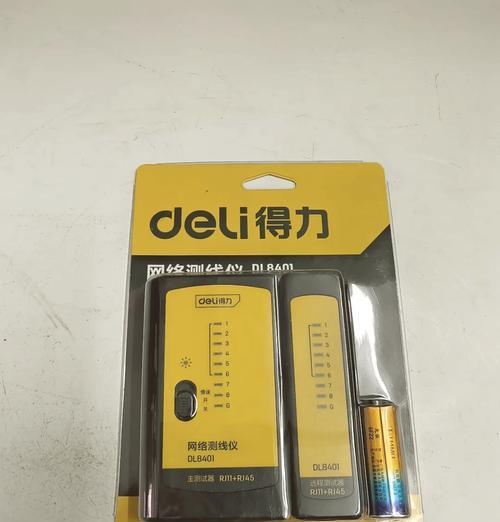 deli得力
网络测线仪 DL8401
deli得力
1
2
3
4
5
6
7
8
G
慢速
开
关
网络测线仪
DL8401
主测试器 RJ11+RJ45
1
2
3
4
5
6
7
8
G
DL8401
远程测试器
RJ11+RJ45